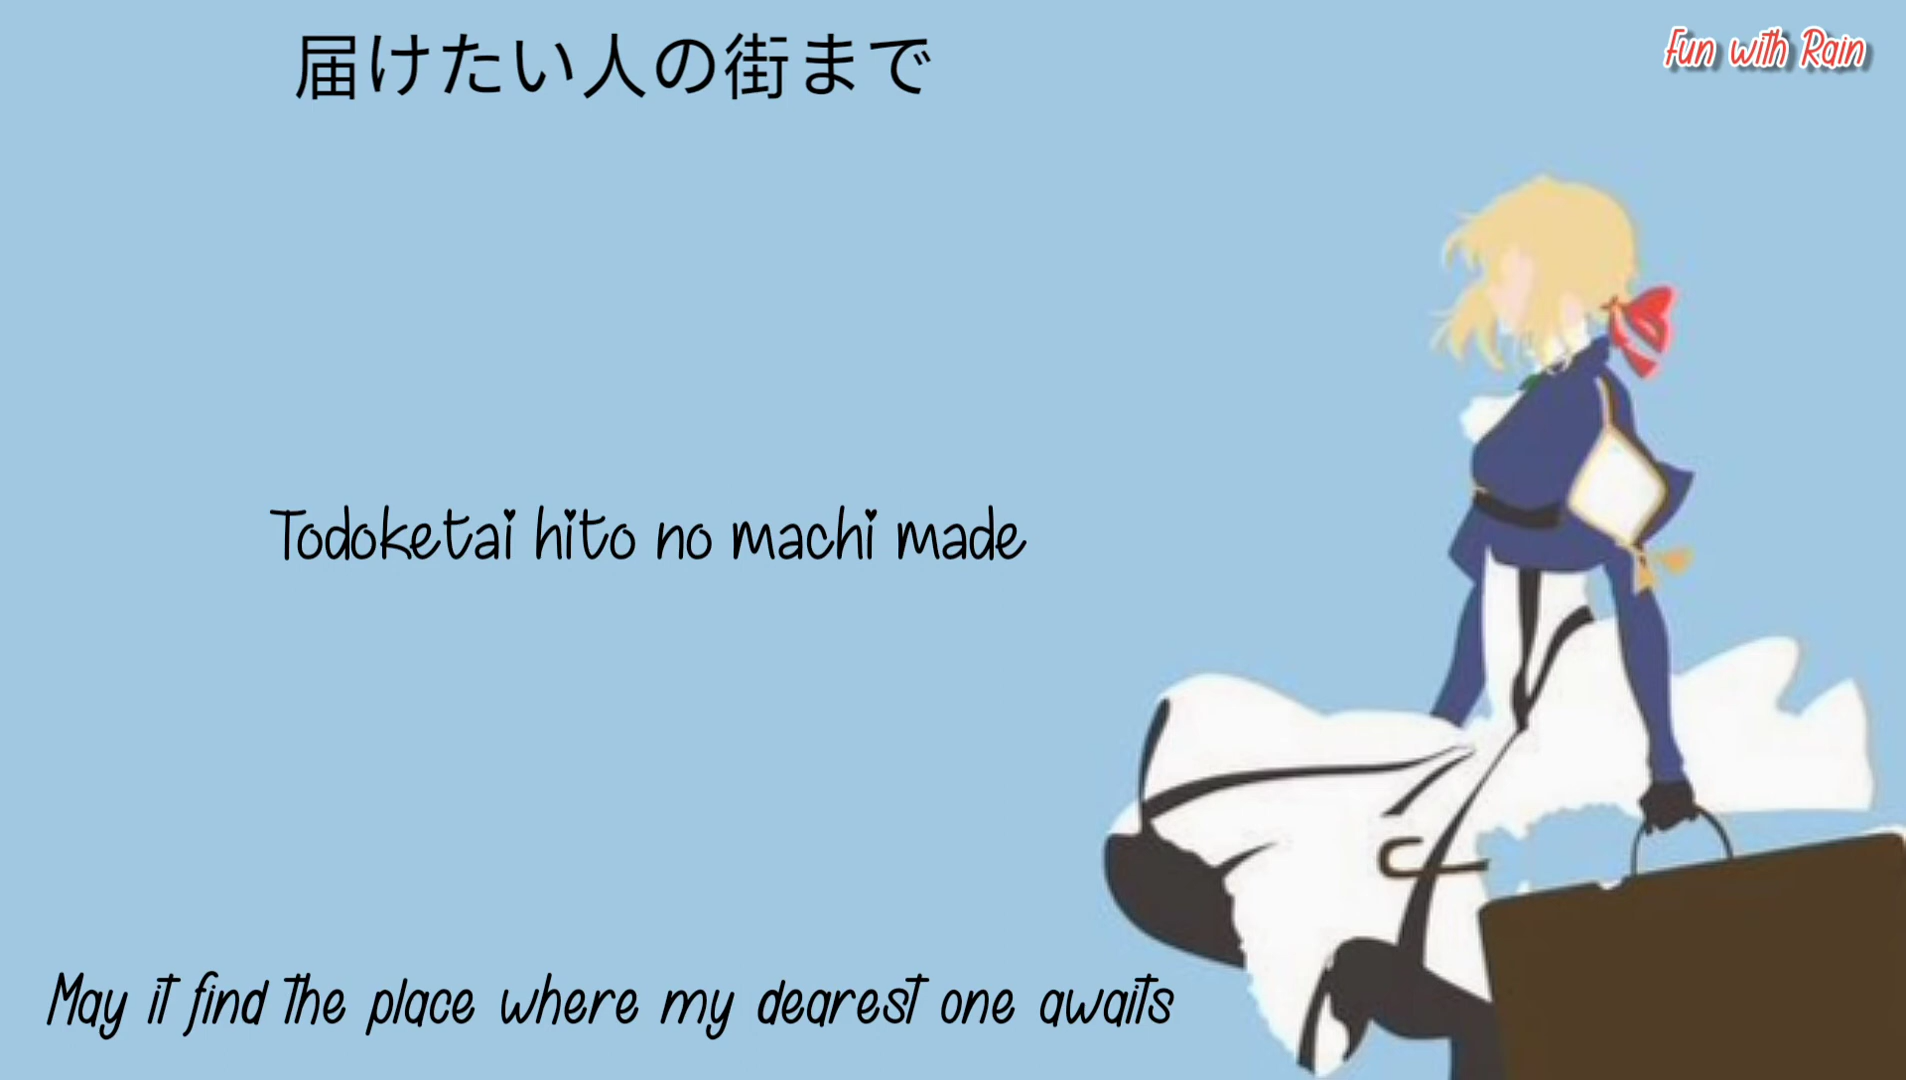 届けたい人の街まで
Fun with Rain
Todoketai hito no machi made
May it find the place where my dearest one awaits